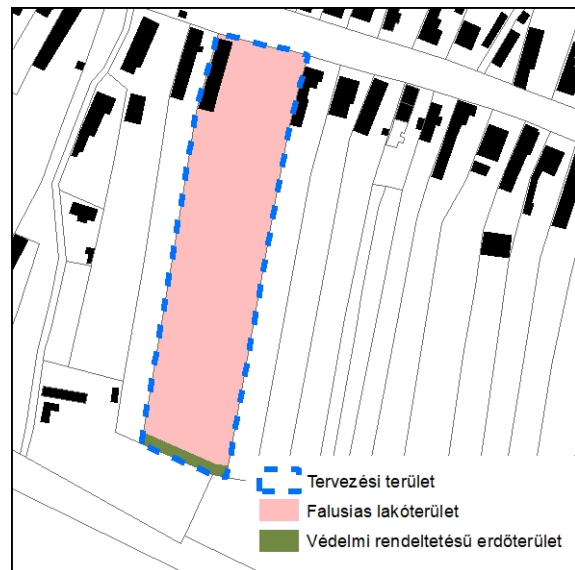 Tervezési terület
Falusias lakóterület
Védelmi rendeltetésű erdőterület